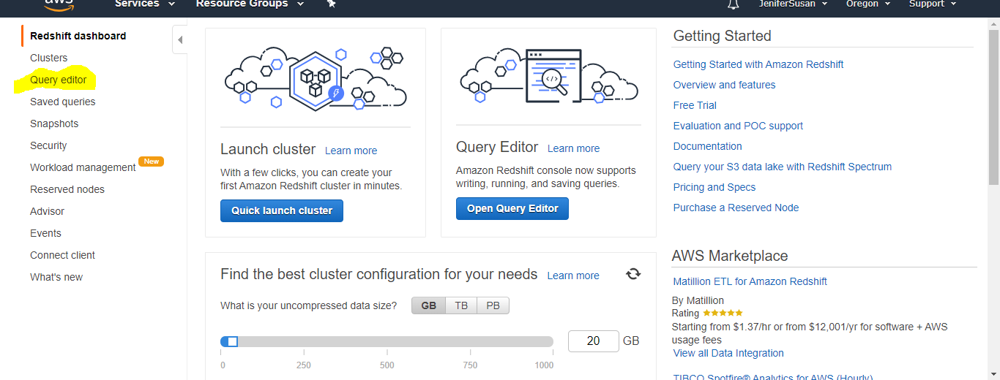 aws Services Resource Groups JeniferSusan Oregon Support
Redshift dashboard
Clusters
Query editor
Saved queries
Snapshots
Security
Workload management New
Reserved nodes
Advisor
Events
Connect client
What's new
Launch cluster Learn more
With a few clicks, you can create your
first Amazon Redshift cluster in minutes.
Quick launch cluster
Query Editor Learn more
Amazon Redshift console now supports
writing, running, and saving queries.
Open Query Editor
Find the best cluster configuration for your needs Learn more
What is your uncompressed data size? GB TB PB
20 GB
0 250 500 750 1000
Getting Started
Getting Started with Amazon Redshift
Overview and features
Free Trial
Evaluation and POC support
Documentation
Query your S3 data lake with Redshift Spectrum
Pricing and Specs
Purchase a Reserved Node
AWS Marketplace
Matillion ETL for Amazon Redshift
By Matillion
Rating
Starting from $1.37/hr or from $12,001/yr for software + AWS
usage fees
View all Data Integration
TIBCO Spotfire® Analytics for AWS (Hourly)